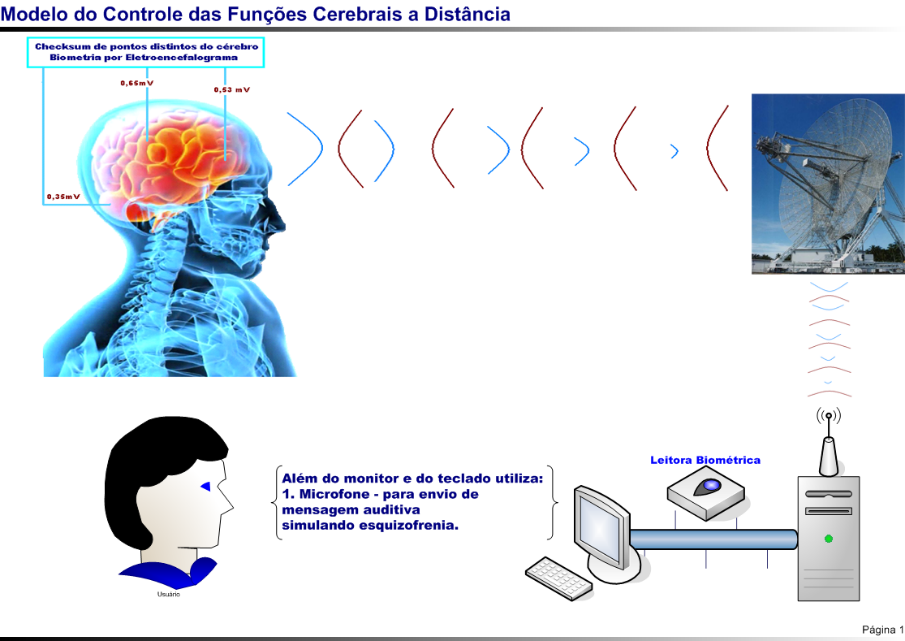 Modelo do Controle das Funções Cerebrais a Distância
Checksum de pontos distintos do cérebro
Biometria por Eletroencefalograma
0,65mV
0,53 mV
0,35mV
Leitora Biométrica
Além do monitor e do teclado utiliza:
1. Microfone - para envio de
mensagem auditiva
simulando esquizofrenia.
Usuário
Página 1